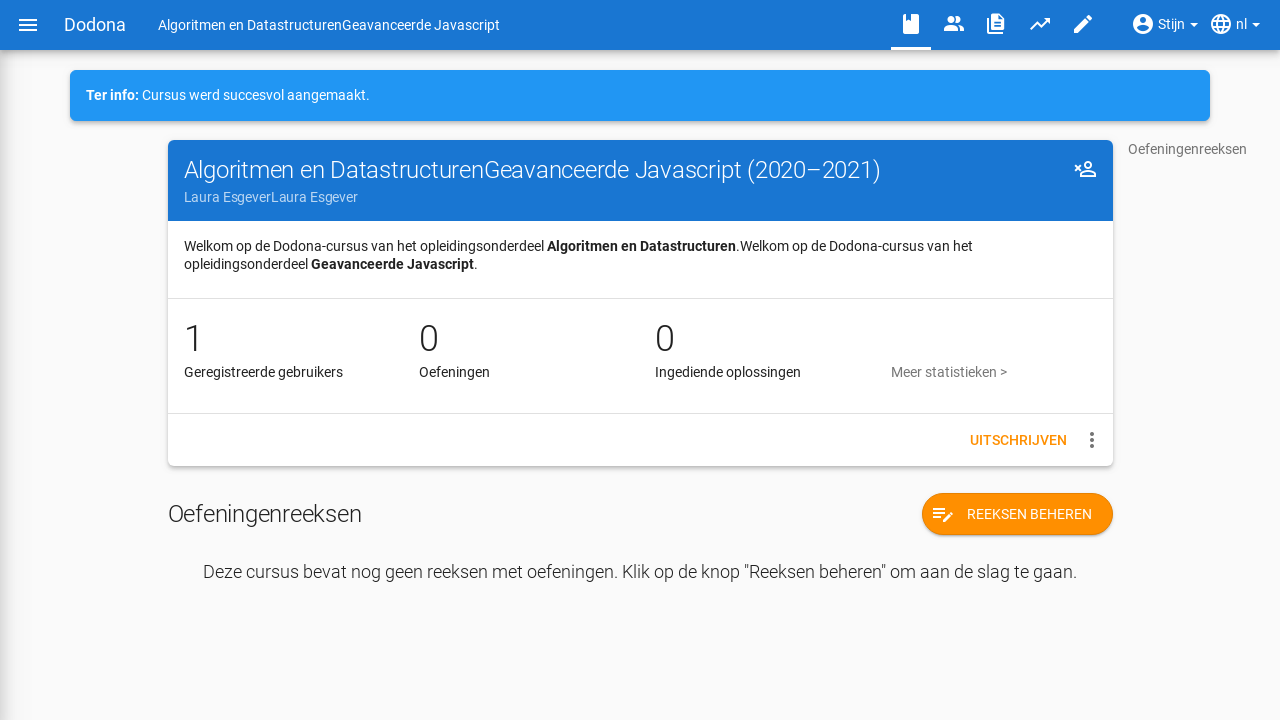 Dodona
Algoritmen en DatastructurenGeavanceerde Javascript
Stijn
nl
Ter info: Cursus werd succesvol aangemaakt.
Algoritmen en DatastructurenGeavanceerde Javascript (2020–2021)
Laura EsgeverLaura Esgever
Oefeningenreeksen
Welkom op de Dodona-cursus van het opleidingsonderdeel Algoritmen en Datastructuren.Welkom op de Dodona-cursus van het
opleidingsonderdeel Geavanceerde Javascript.
1
Geregistreerde gebruikers
0
Oefeningen
0
Ingediende oplossingen
Meer statistieken >
UITSCHRIJVEN
Oefeningenreeksen
REEKSEN BEHEREN
Deze cursus bevat nog geen reeksen met oefeningen. Klik op de knop "Reeksen beheren" om aan de slag te gaan.